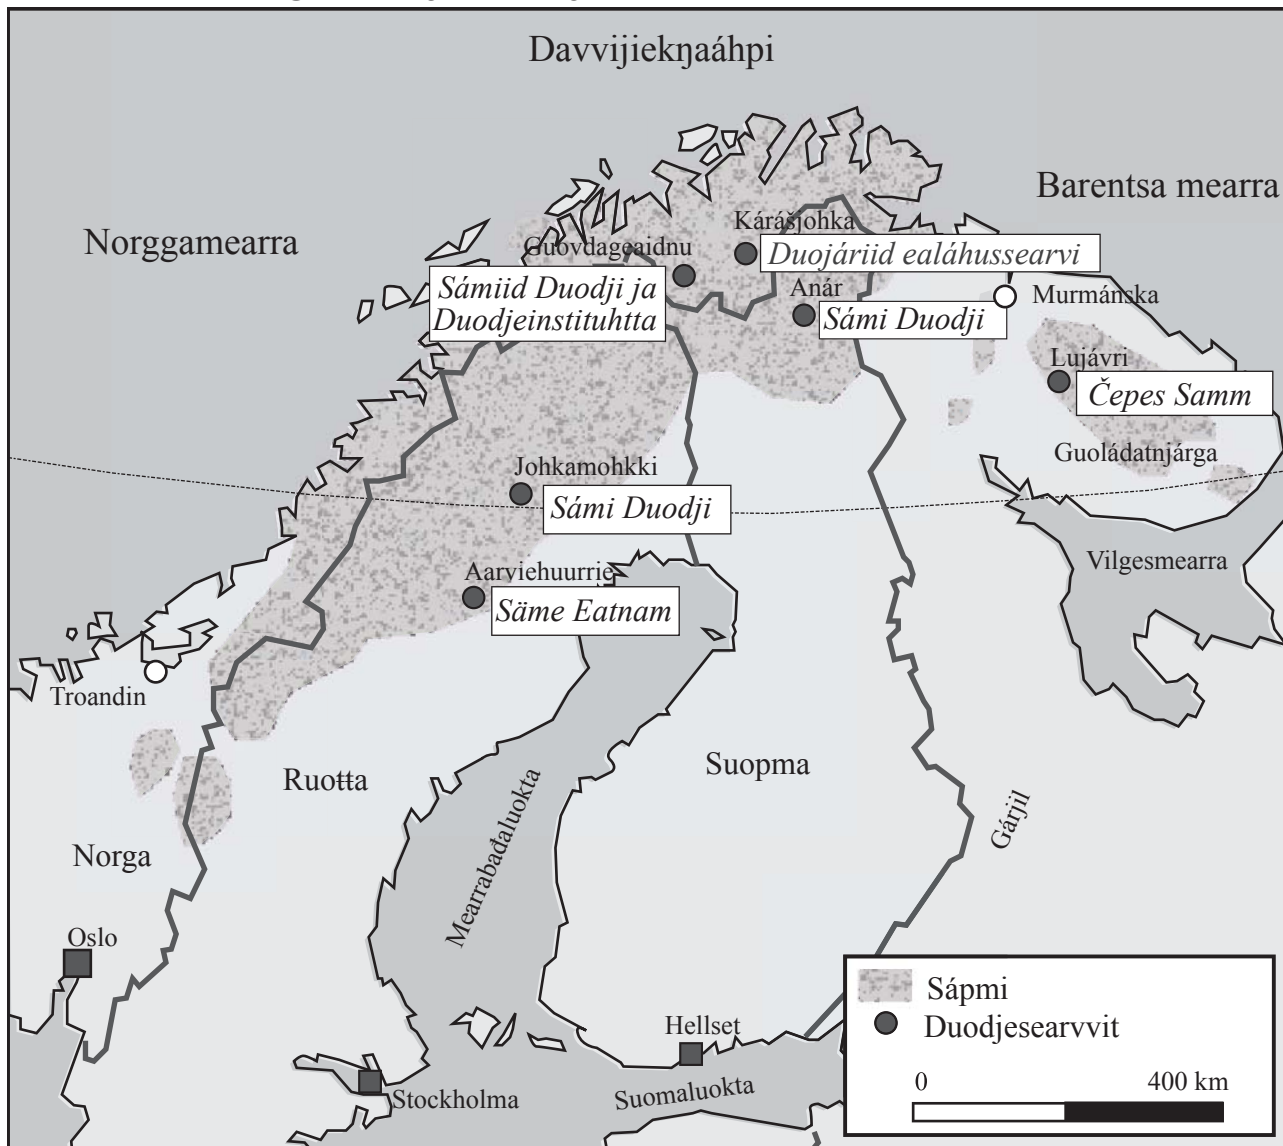 Davvijiekŋaáhpi
Barentsa mearra
Norggamearra
Kárášjohka
Guovdageaidnu
Duojáriid ealáhussearvi
Sámiid Duodji ja
Duodjeinstituhtta
Anár
Murmánska
Sámi Duodji
Lujávri
Čepes Samm
Guoládatnjárga
Johkamohkki
Sámi Duodji
Vilgesmearra
Aarviehuurrie
Säme Eatnam
Troandin
Ruoŧŧa
Suopma
Mearrabađaluokta
Gárjil
Norga
Oslo
Sápmi
Duodjesearvvit
Hellset
0 400 km
Stockholma
Suomaluokta